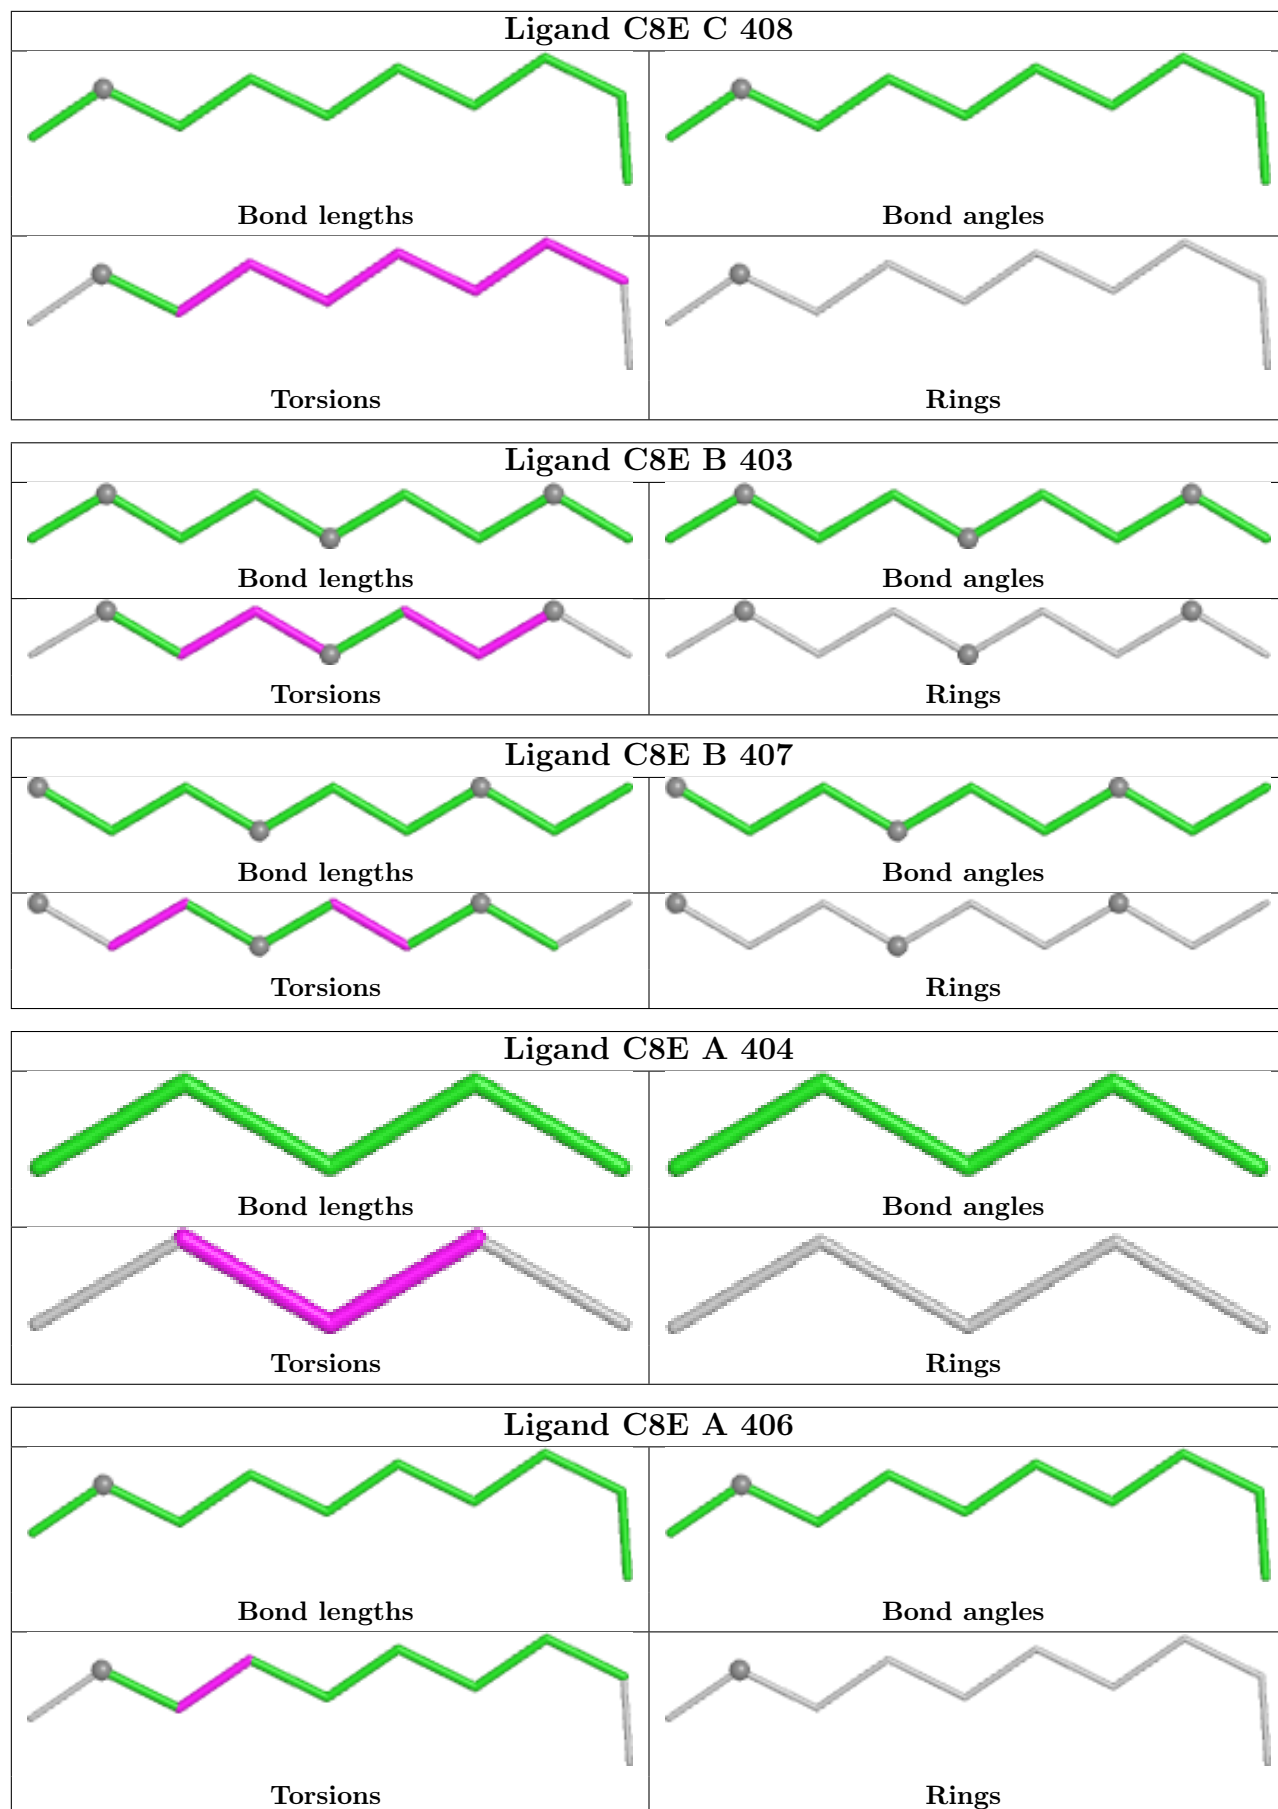 Ligand C8E C 408
Bond lengths
Bond angles
Torsions
Rings
Ligand C8E B 403
Bond lengths
Bond angles
Torsions
Rings
Ligand C8E B 407
Bond lengths
Bond angles
Torsions
Rings
Ligand C8E A 404
Bond lengths
Bond angles
Torsions
Rings
Ligand C8E A 406
Bond lengths
Bond angles
Torsions
Rings